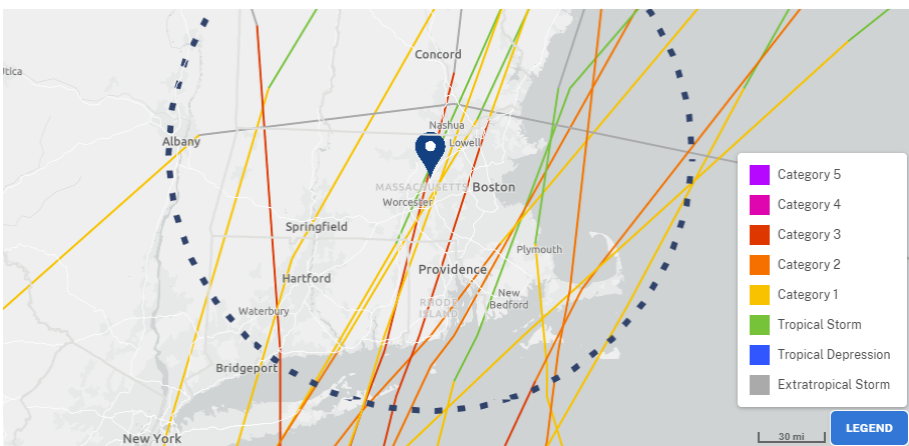 Concord
Utica
Nashua
Albany
Lowell
MASSACHUSETTS
Boston
Worcester
Springfield
Plymouth
Providence
Hartford
New
Bedford
RHODE
ISLAND
Waterbury
Bridgeport
New York
Category 5
Category 4
Category 3
Category 2
Category 1
Tropical Storm
Tropical Depression
Extratropical Storm
30 mi
LEGEND